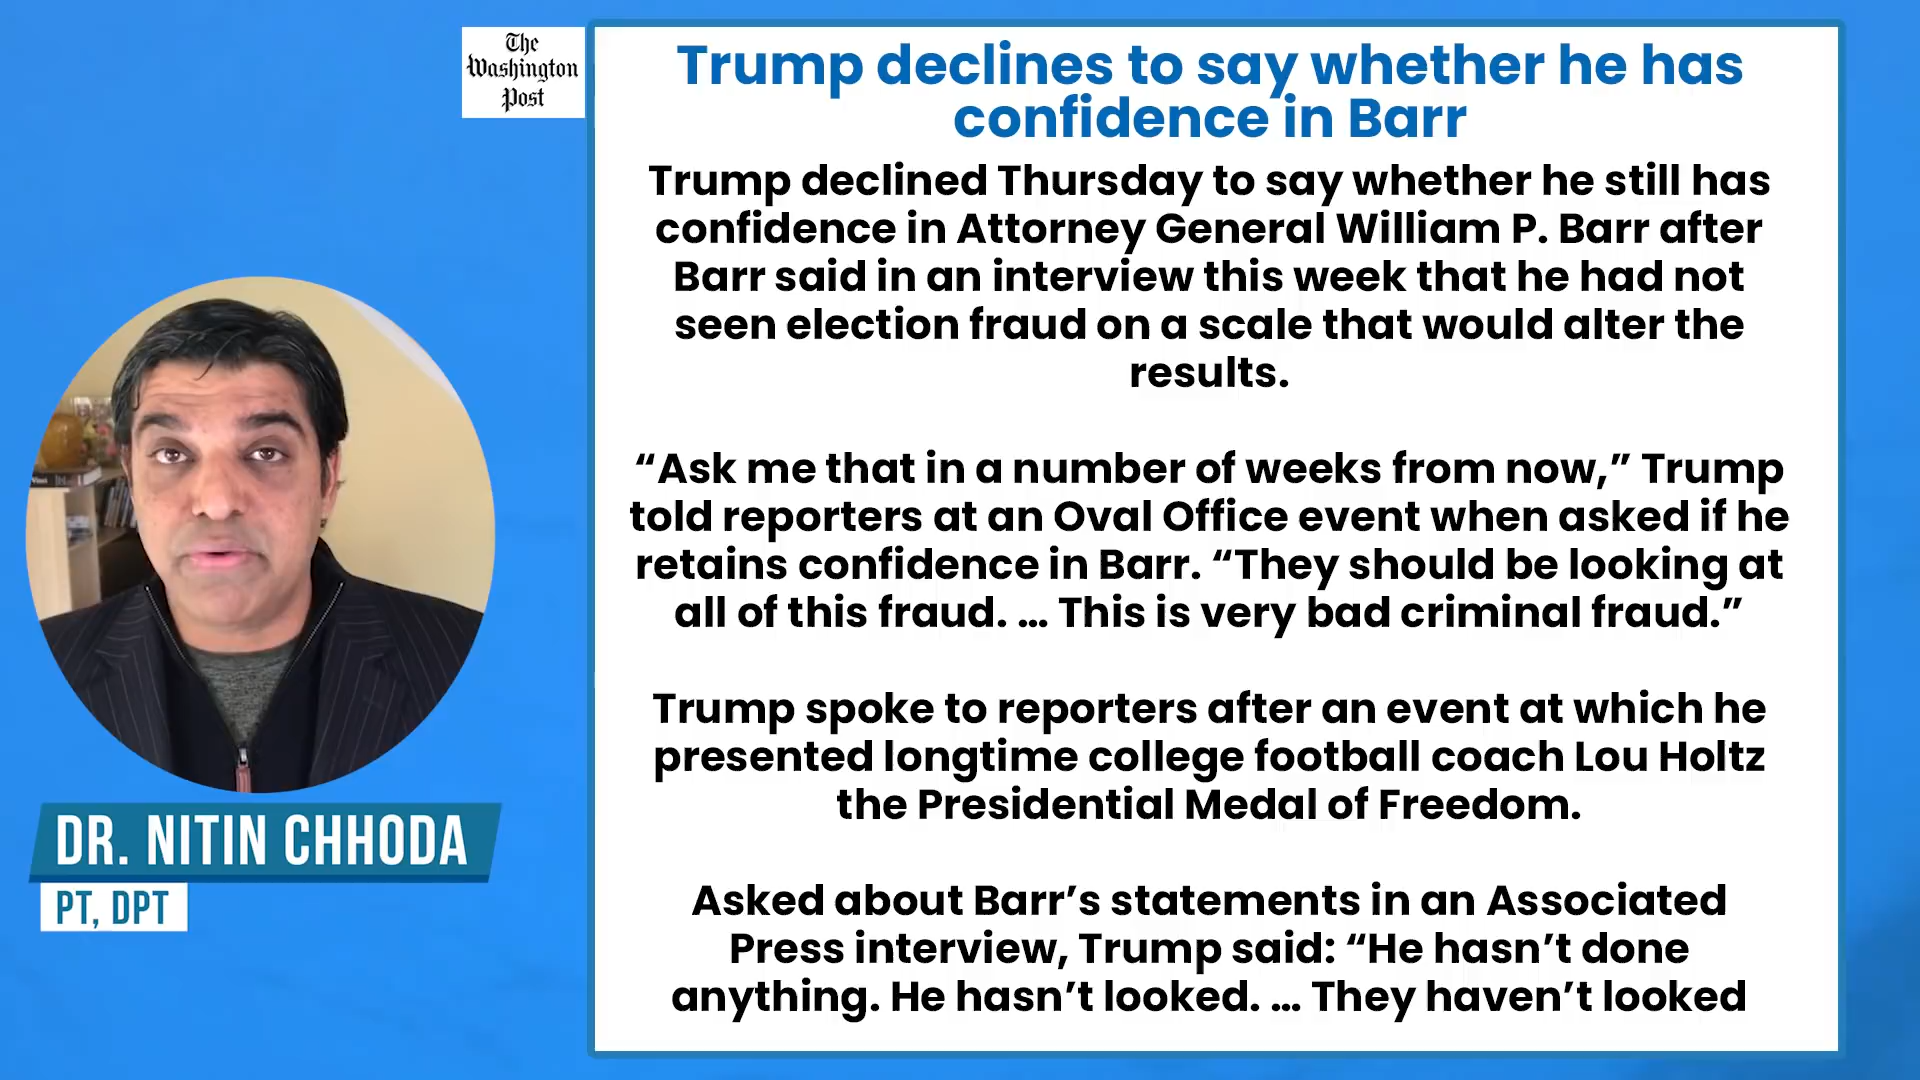 The
Washington
Post
Trump declines to say whether he has
confidence in Barr
Trump declined Thursday to say whether he still has
confidence in Attorney General William P. Barr after
Barr said in an interview this week that he had not
seen election fraud on a scale that would alter the
results.
“Ask me that in a number of weeks from now,” Trump
told reporters at an Oval Office event when asked if he
retains confidence in Barr. “They should be looking at
all of this fraud. ... This is very bad criminal fraud.”
Trump spoke to reporters after an event at which he
presented longtime college football coach Lou Holtz
the Presidential Medal of Freedom.
Asked about Barr’s statements in an Associated
Press interview, Trump said: “He hasn’t done
anything. He hasn’t looked. ... They haven’t looked
DR. NITIN CHHODA
PT, DPT